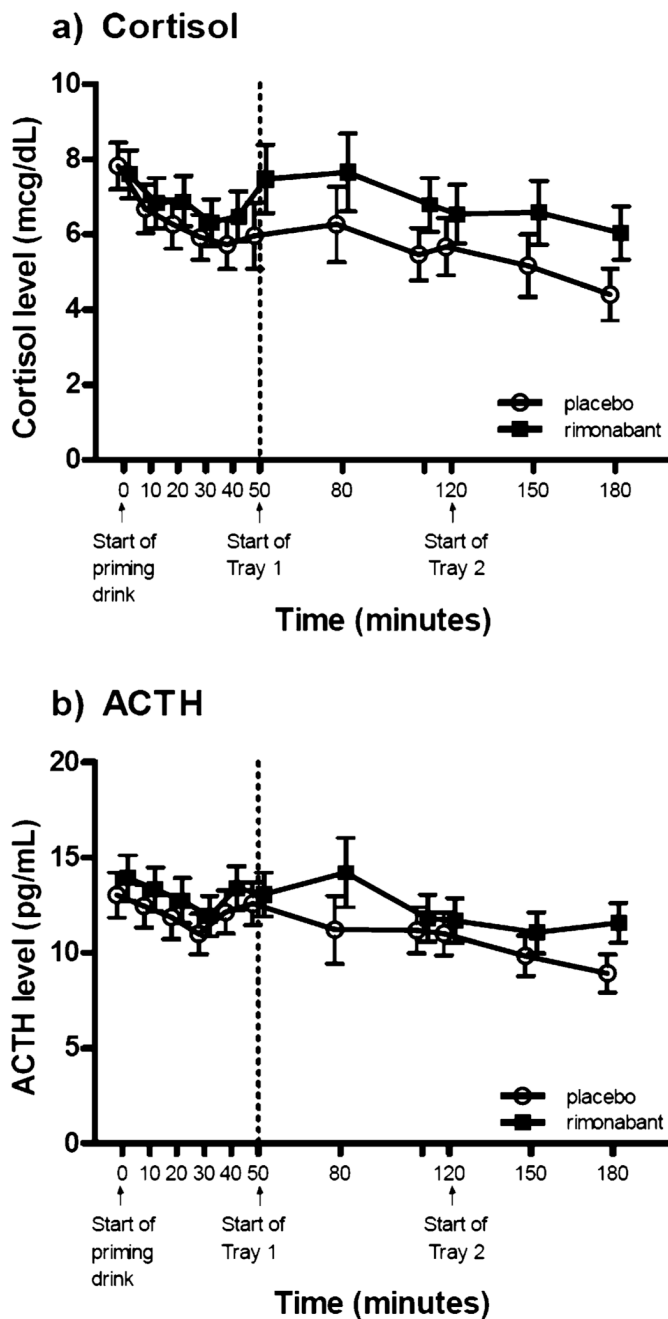 a) Cortisol
10
8
6
4
2
0
Cortisol level (mcg/dL)
placebo
rimonabant
0 10 20 30 40 50 80 120 150 180
Start of
priming
drink
Start of
Tray 1
Start of
Tray 2
Time (minutes)
b) ACTH
20
15
10
5
0
ACTH level (pg/mL)
placebo
rimonabant
0 10 20 30 40 50 80 120 150 180
Start of
priming
drink
Start of
Tray 1
Start of
Tray 2
Time (minutes)